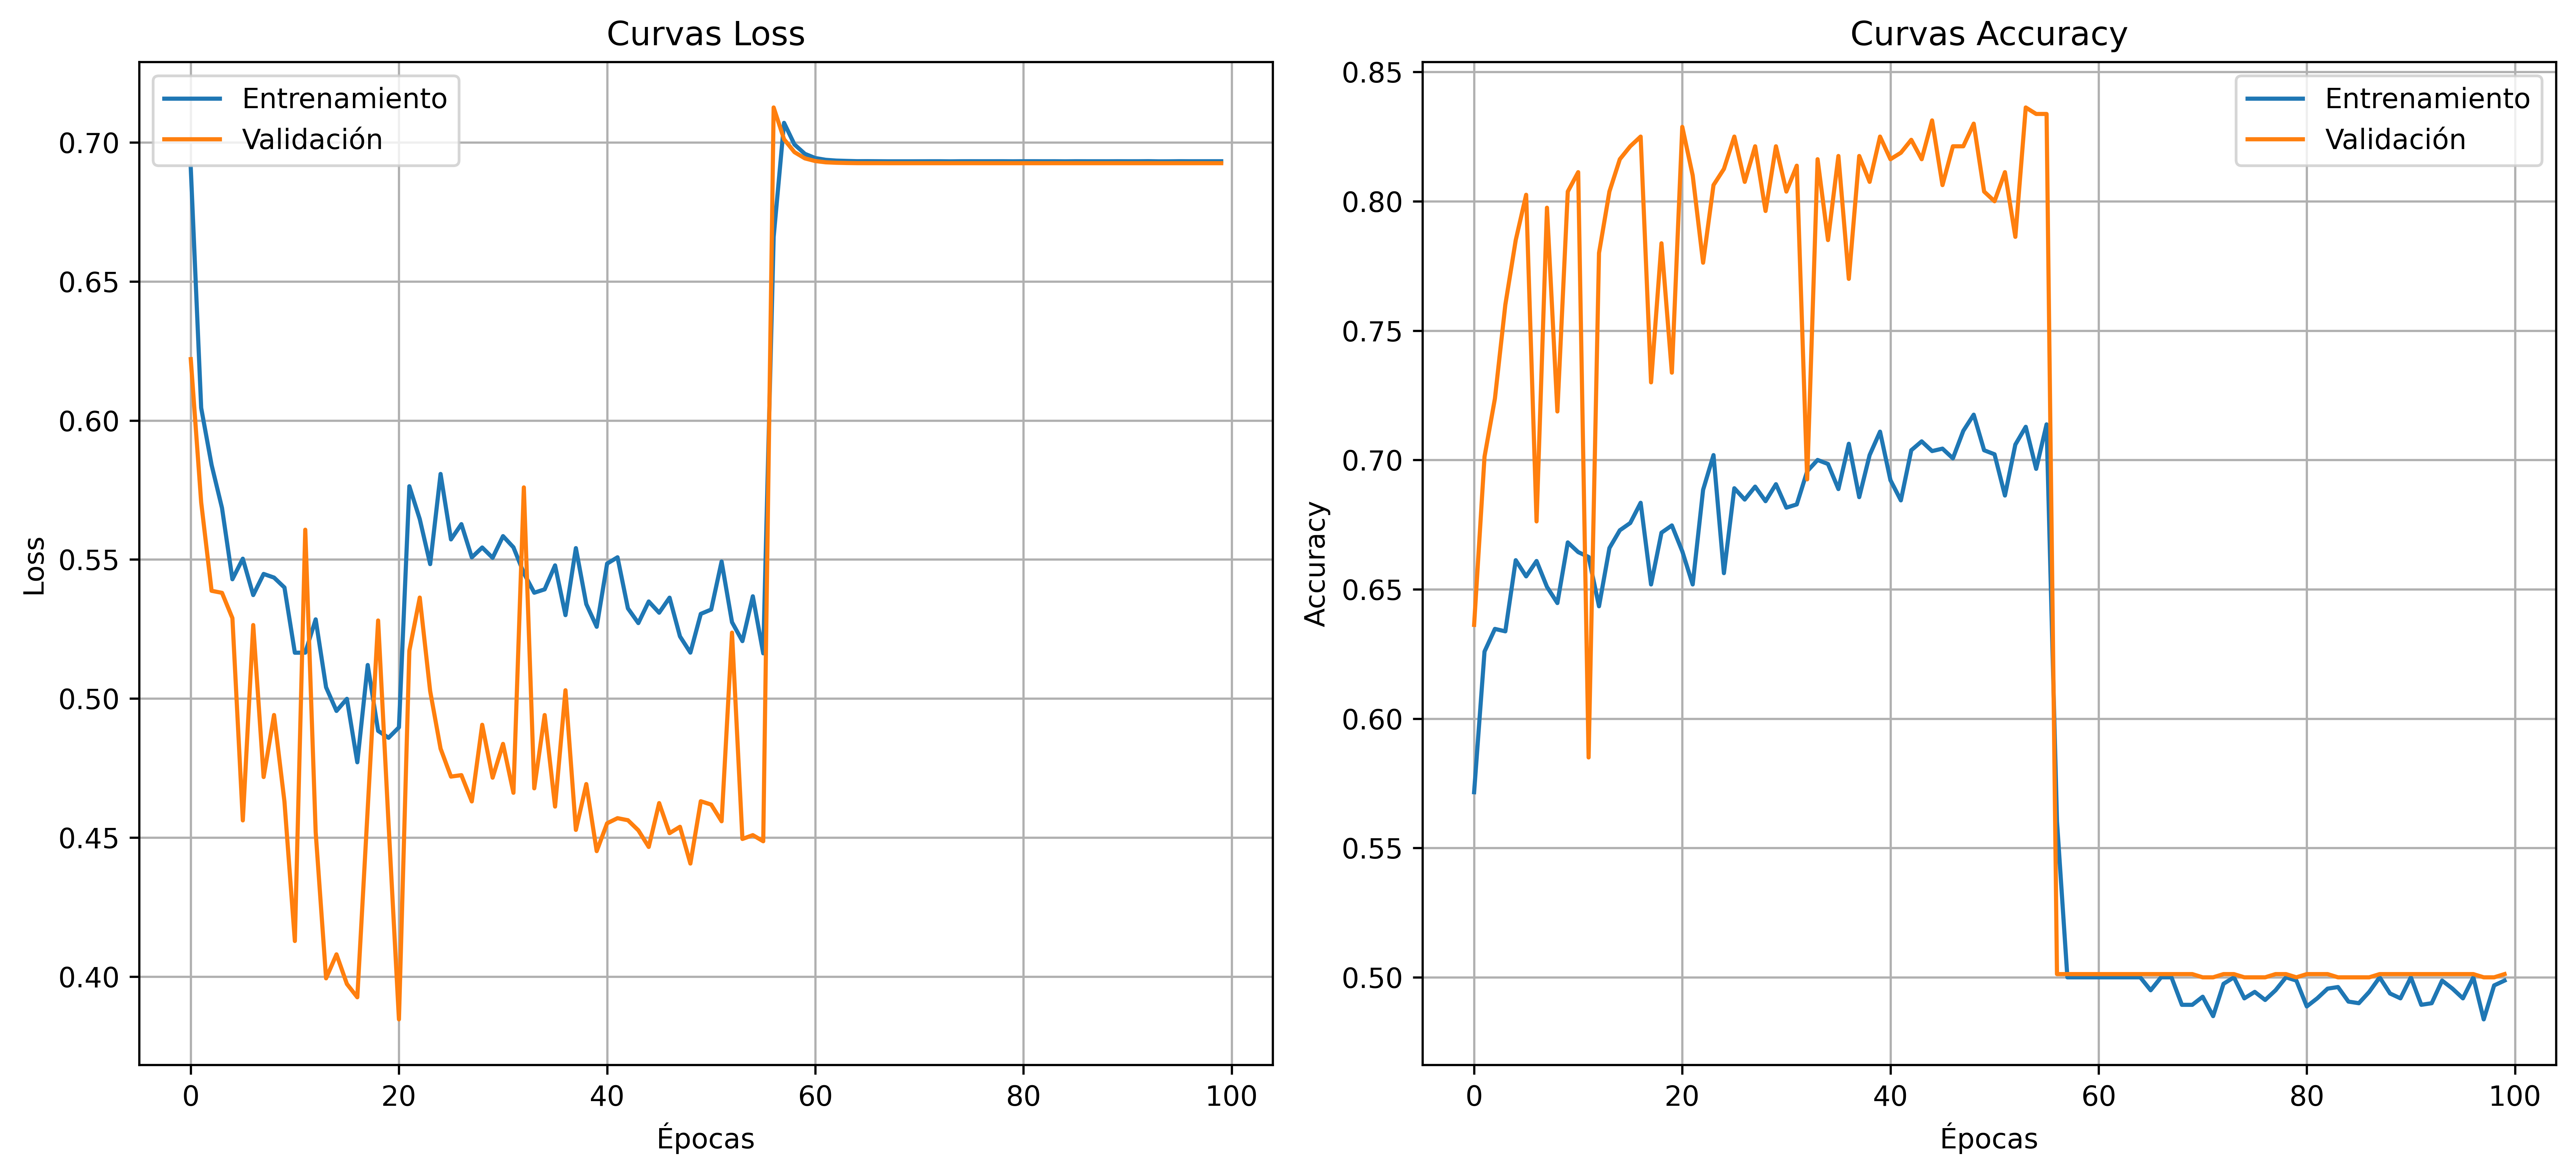 Curvas Loss
Entrenamiento
Validación
0.70
0.65
0.60
0.55
0.50
0.45
0.40
Loss
0 20 40 60 80 100
Épocas
Curvas Accuracy
Entrenamiento
Validación
0.85
0.80
0.75
0.70
0.65
0.60
0.55
0.50
Accuracy
0 20 40 60 80 100
Épocas